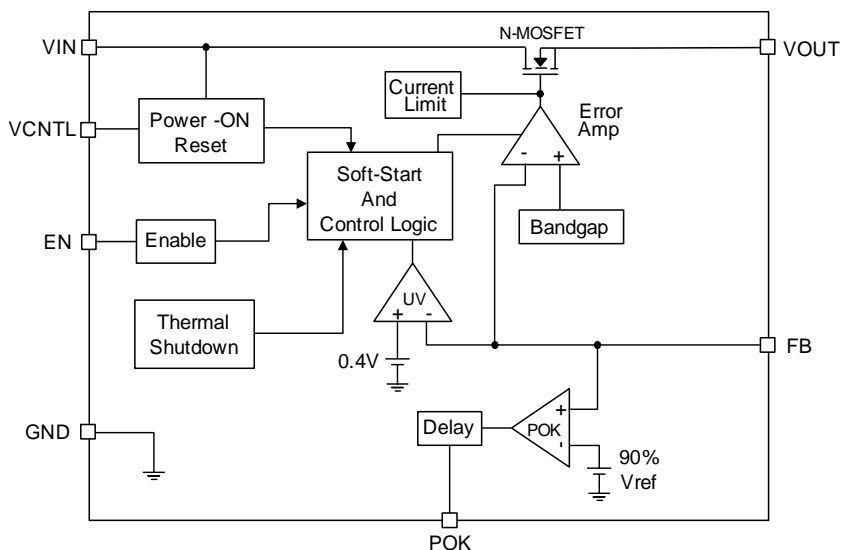 VIN
N-MOSFET
VOUT
Current
Limit
Error
Amp
VCNTL
Power -ON
Reset
-
+
Soft-Start
And
Control Logic
Bandgap
EN
Enable
UV
+
-
Thermal
Shutdown
0.4V
FB
GND
Delay
POK
+
-
90%
Vref
POK